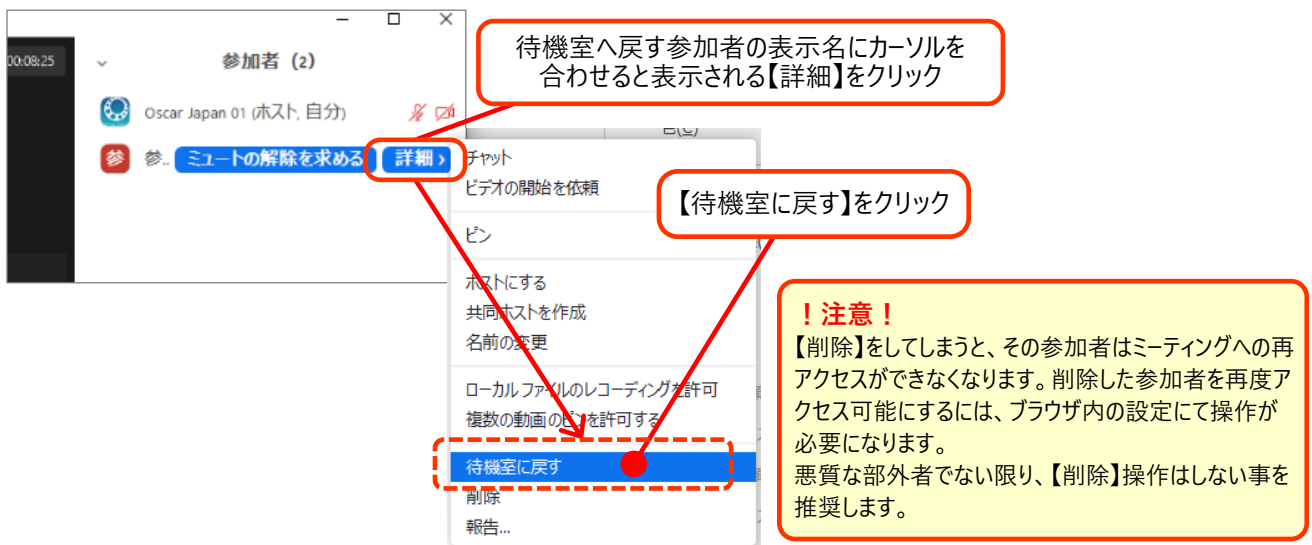 00:08:25
参加者 (2)
Oscar Japan 01 (ホスト, 自分)
参 参.. ミュートの解除を求める 詳細 ›
待機室へ戻す参加者の表示名にカーソルを
合わせると表示される【詳細】をクリック
チャット
ビデオの開始を依頼
ピン
ホストにする
共同ホストを作成
名前の変更
ローカル ファイルのレコーディングを許可
複数の動画のピンを許可する
待機室に戻す
削除
報告...
【待機室に戻す】をクリック
！注意！
【削除】をしてしまうと、その参加者はミーティングへの再
アクセスができなくなります。削除した参加者を再度ア
クセス可能にするには、ブラウザ内の設定にて操作が
必要になります。
悪質な部外者でない限り、【削除】操作はしない事を
推奨します。